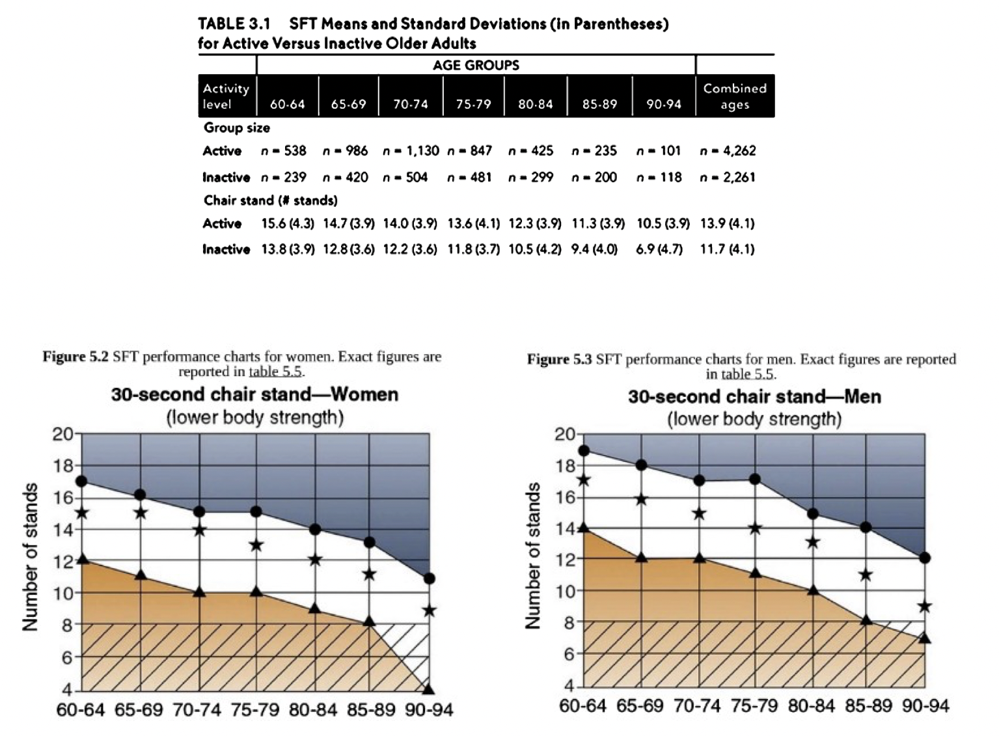 TABLE 3.1 SFT Means and Standard Deviations (in Parentheses)
for Active Versus Inactive Older Adults
AGE GROUPS
Activity level 60-64 65-69 70-74 75-79 80-84 85-89 90-94 Combined ages
Group size
Active n = 538 n = 986 n = 1,130 n = 847 n = 425 n = 235 n = 101 n = 4,262
Inactive n = 239 n = 420 n = 504 n = 481 n = 299 n = 200 n = 118 n = 2,261
Chair stand (# stands)
Active 15.6 (4.3) 14.7 (3.9) 14.0 (3.9) 13.6 (4.1) 12.3 (3.9) 11.3 (3.9) 10.5 (3.9) 13.9 (4.1)
Inactive 13.8 (3.9) 12.8 (3.6) 12.2 (3.6) 11.8 (3.7) 10.5 (4.2) 9.4 (4.0) 6.9 (4.7) 11.7 (4.1)
Figure 5.2 SFT performance charts for women. Exact figures are
reported in table 5.5.
30-second chair stand—Women
(lower body strength)
Number of stands
20
18
16
14
12
10
8
6
4
60-64 65-69 70-74 75-79 80-84 85-89 90-94
Figure 5.3 SFT performance charts for men. Exact figures are reported
in table 5.5.
30-second chair stand—Men
(lower body strength)
Number of stands
20
18
16
14
12
10
8
6
4
60-64 65-69 70-74 75-79 80-84 85-89 90-94